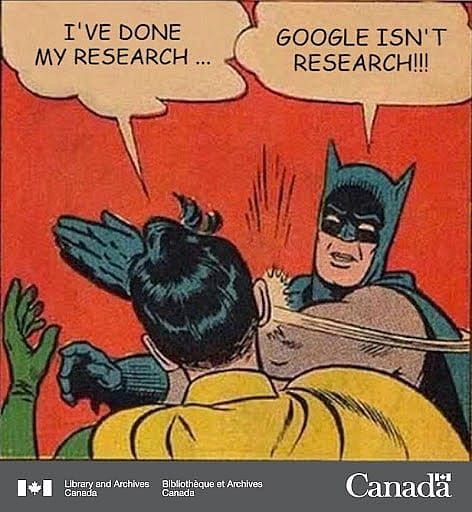 I'VE DONE
MY RESEARCH ...
GOOGLE ISN'T
RESEARCH!!!
Library and Archives
Canada
Bibliothèque et Archives
Canada
Canada